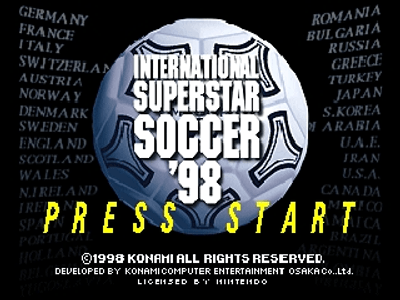 GERMANY
FRANCE
ITALY
SWITZERLAN
AUSTRIA
NORWAY
DENMARK
SWEDEN
ENGLAND
SCOTLAN
WALES
N.IRELAND
ROMANIA
BULGARIA
RUSSIA
GREECE
TURKEY
JAPAN
S.KOREA
DI ARABIA
U.A.E.
IRAN
U.S.A.
CANADA
INTERNATIONAL
SUPERSTAR
SOCCER
'98
PRESS START
©1998 KONAMI ALL RIGHTS RESERVED.
DEVELOPED BY KONAMI COMPUTER ENTERTAINMENT OSAKA Co.,Ltd.
LICENSED BY NINTENDO